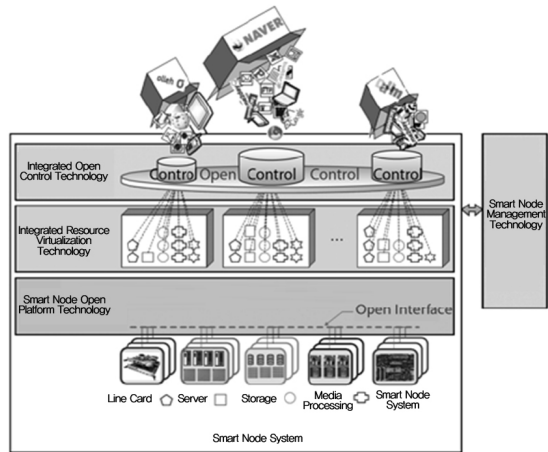 NAVER
olleh
Integrated Open
Control Technology
Control
Open
Control
Control
Control
Smart Node
Management
Technology
Integrated Resource
Virtualization
Technology
...
Smart Node Open
Platform Technology
Open Interface
Line Card
Server
Storage
Media
Processing
Smart Node
System
Smart Node System